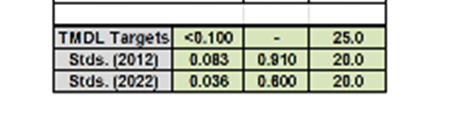 TMDL Targets <0.100 - 25.0
Stds. (2012) 0.083 0.910 20.0
Stds. (2022) 0.036 0.600 20.0